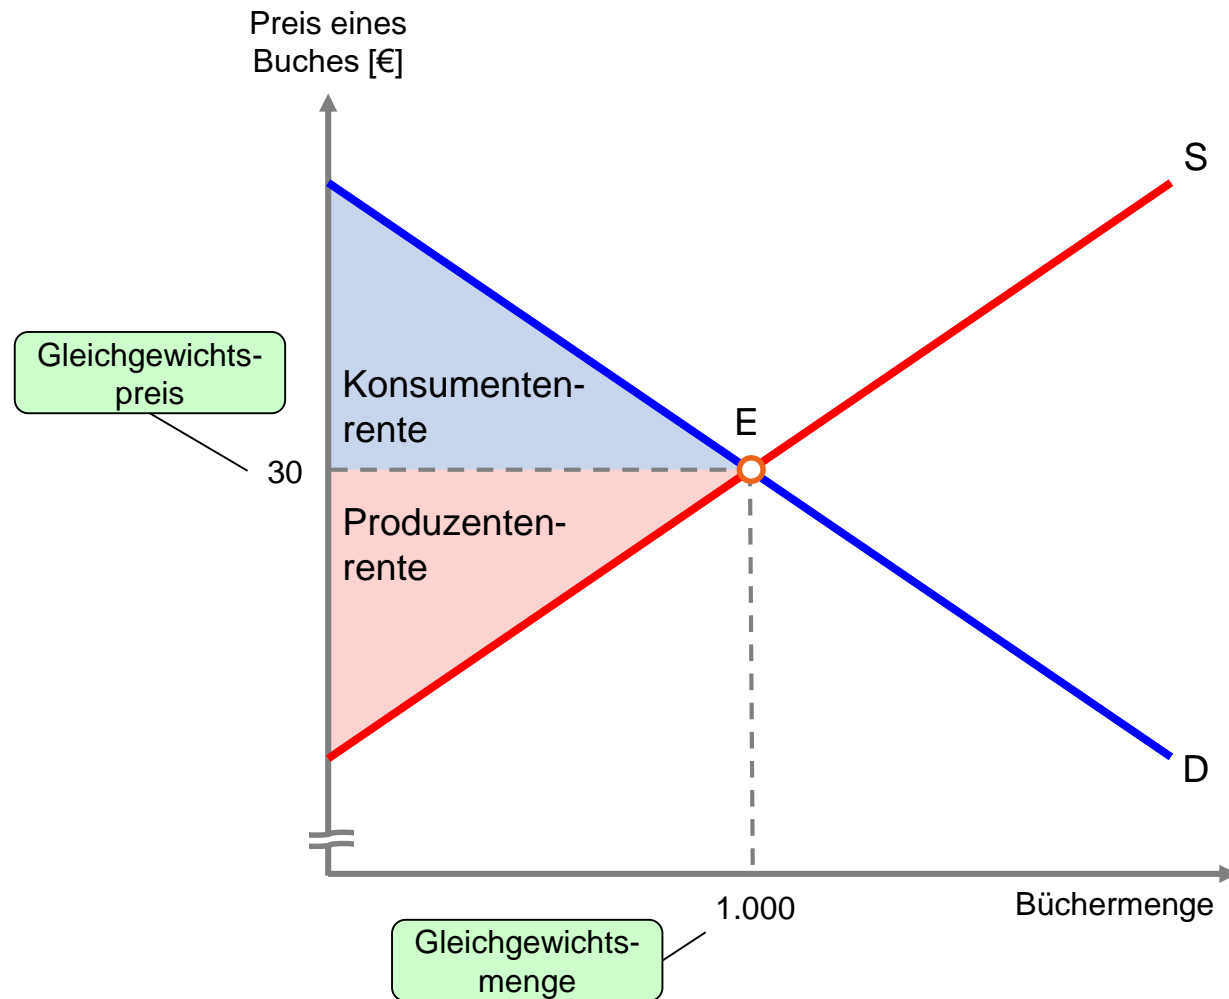 Preis eines
Buches [€]
S
Gleichgewichts-
preis
Konsumenten-
rente
E
30
Produzenten-
rente
D
1.000
Büchermenge
Gleichgewichts-
menge